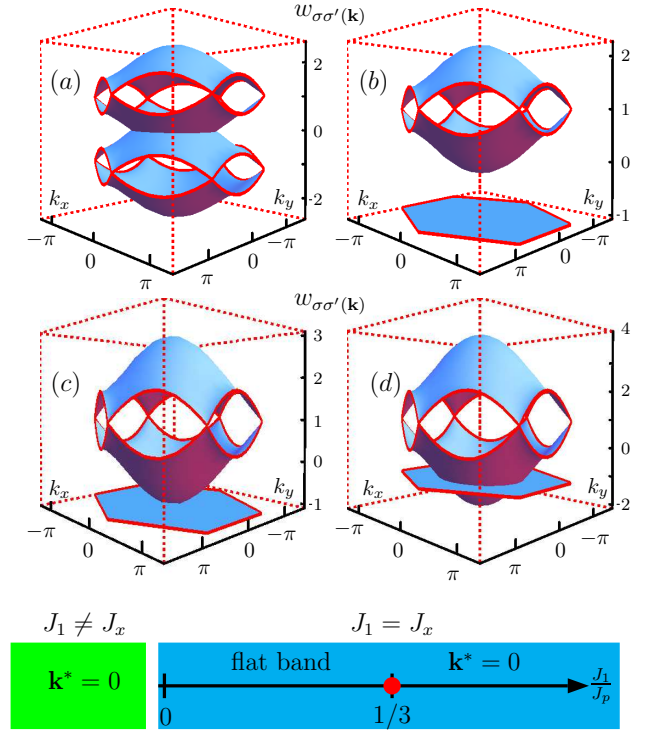 w_{σσ'(𝐤)}
(a)
2
0
-2
k_x
k_y
−π
0
π
π
0
−π
(b)
2
1
0
-1
k_x
k_y
−π
0
π
π
0
−π
w_{σσ'(𝐤)}
(c)
3
2
1
0
-1
k_x
k_y
−π
0
π
π
0
−π
(d)
4
2
0
-2
k_x
k_y
−π
0
π
π
0
−π
J_1 ≠ J_x
J_1 = J_x
𝐤* = 0
flat band
𝐤* = 0
0
1/3
J_1/J_p